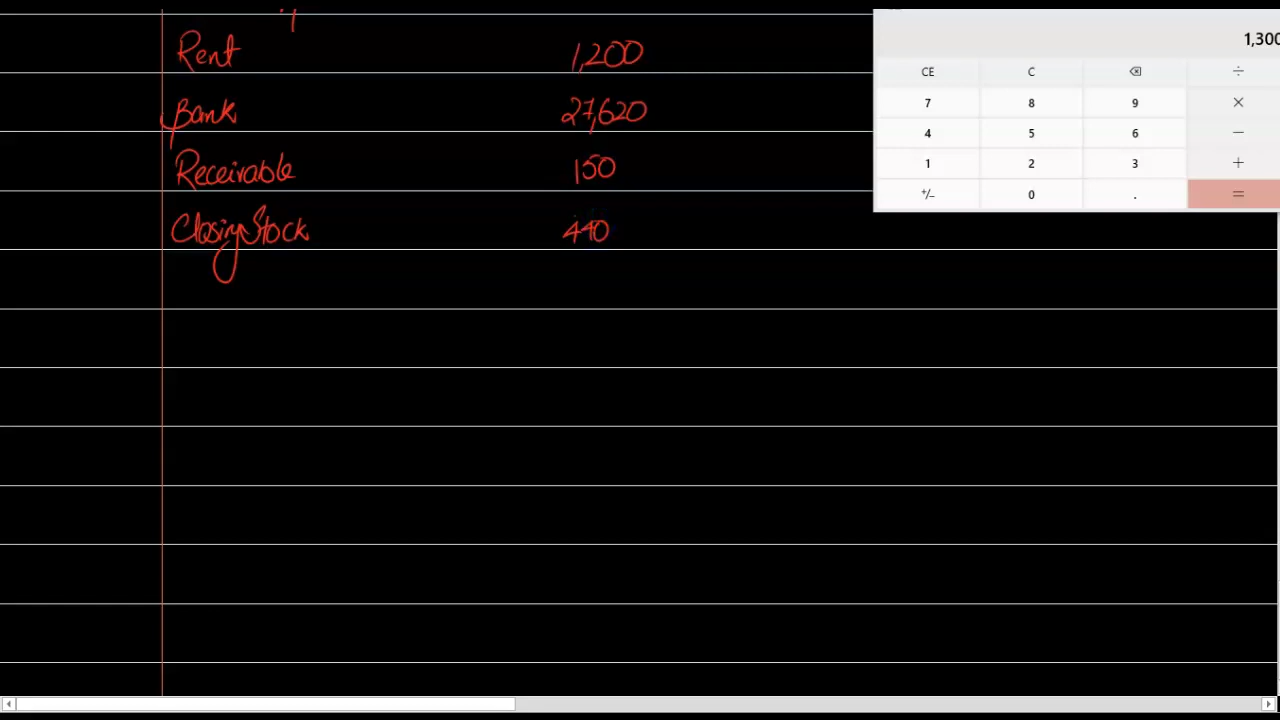 Rent 1,200
Bank 27,620
Receivable 150
Closing Stock 440
1,300
CE C ⌫ ÷
7 8 9 ×
4 5 6 −
1 2 3 +
+/− 0 . =